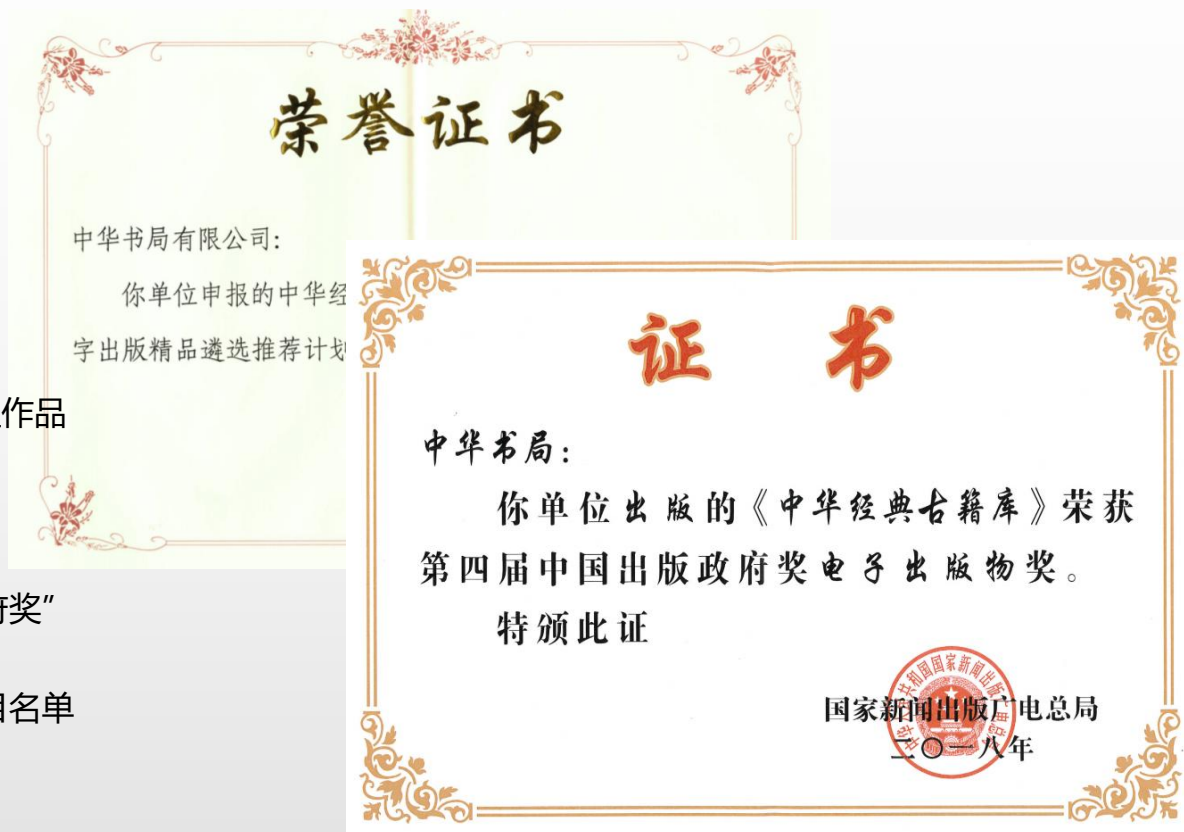 荣誉证书
中华书局有限公司:
你单位申报的中华经
字出版精品遴选推荐计划
作品
府奖”
目名单
证 书
中华书局:
你单位出版的《中华经典古籍库》荣获
第四届中国出版政府奖电子出版物奖。
特颁此证
国家新闻出版广电总局
二〇一八年